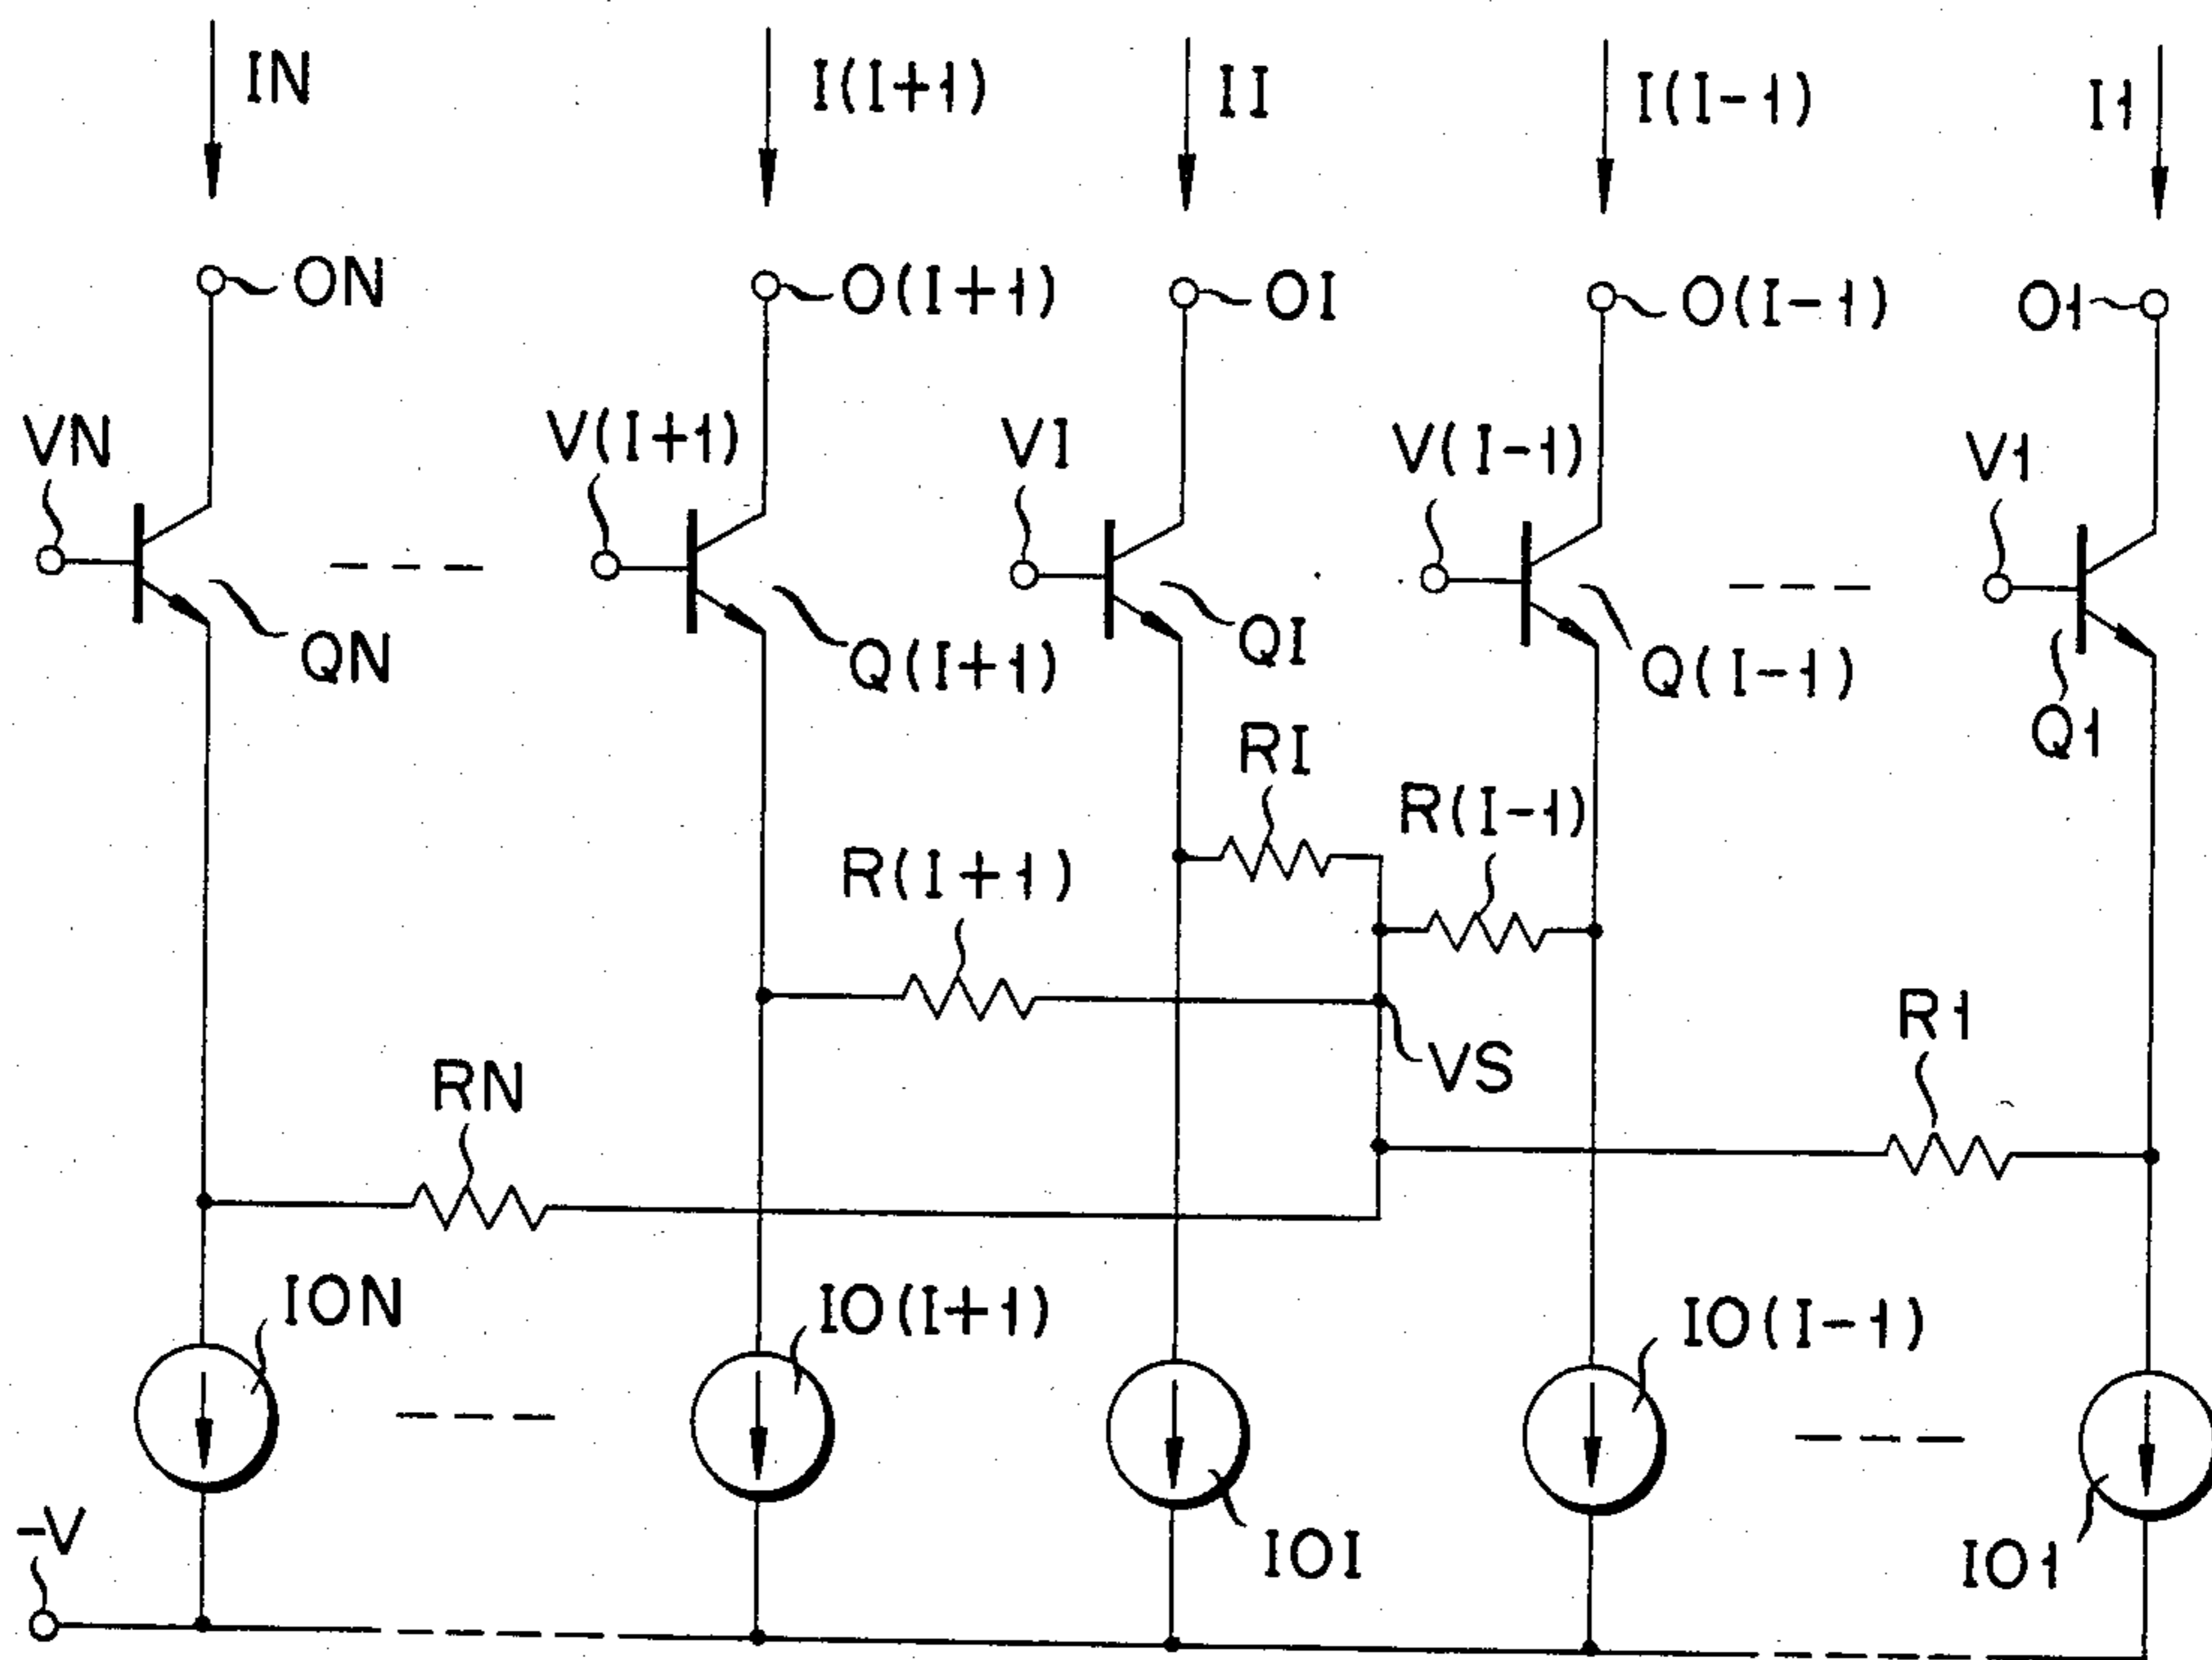 IN
I(I+1)
II
I(I-1)
I1
ON
O(I+1)
OI
O(I-1)
O1
VN
V(I+1)
VI
V(I-1)
V1
QN
Q(I+1)
QI
Q(I-1)
Q1
RI
R(I-1)
R(I+1)
R1
VS
RN
ION
IO(I+1)
IO(I-1)
IOI
IO1
-V